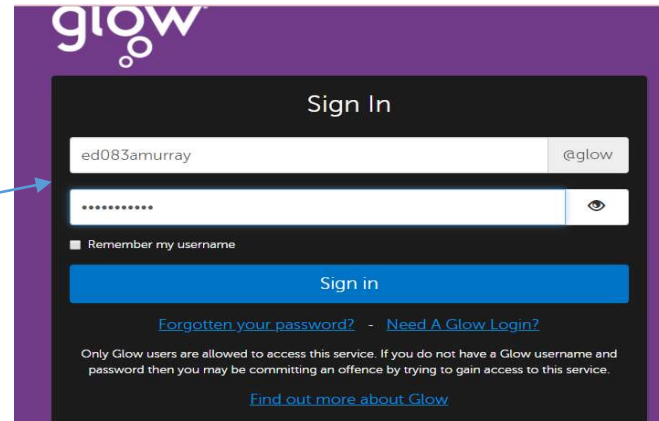 glow
Sign In
ed083amurray @glow
•••••••••••
Remember my username
Sign in
Forgotten your password? - Need A Glow Login?
Only Glow users are allowed to access this service. If you do not have a Glow username and
password then you may be committing an offence by trying to gain access to this service.
Find out more about Glow